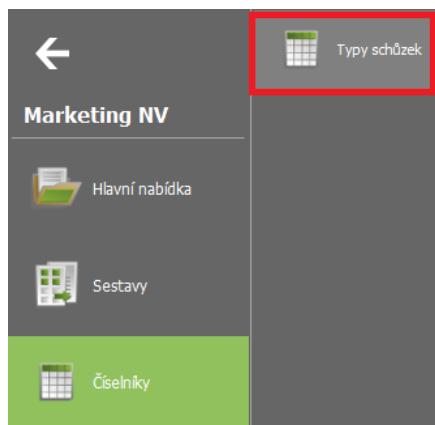 Typy schůzek
Marketing NV
Hlavní nabídka
Sestavy
Číselníky